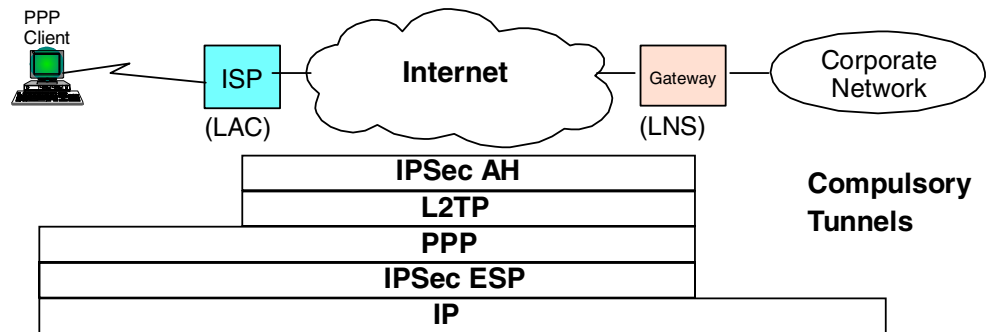 PPP
Client
ISP
(LAC)
Internet
Gateway
(LNS)
Corporate
Network
IPSec AH
L2TP
PPP
IPSec ESP
IP
Compulsory
Tunnels